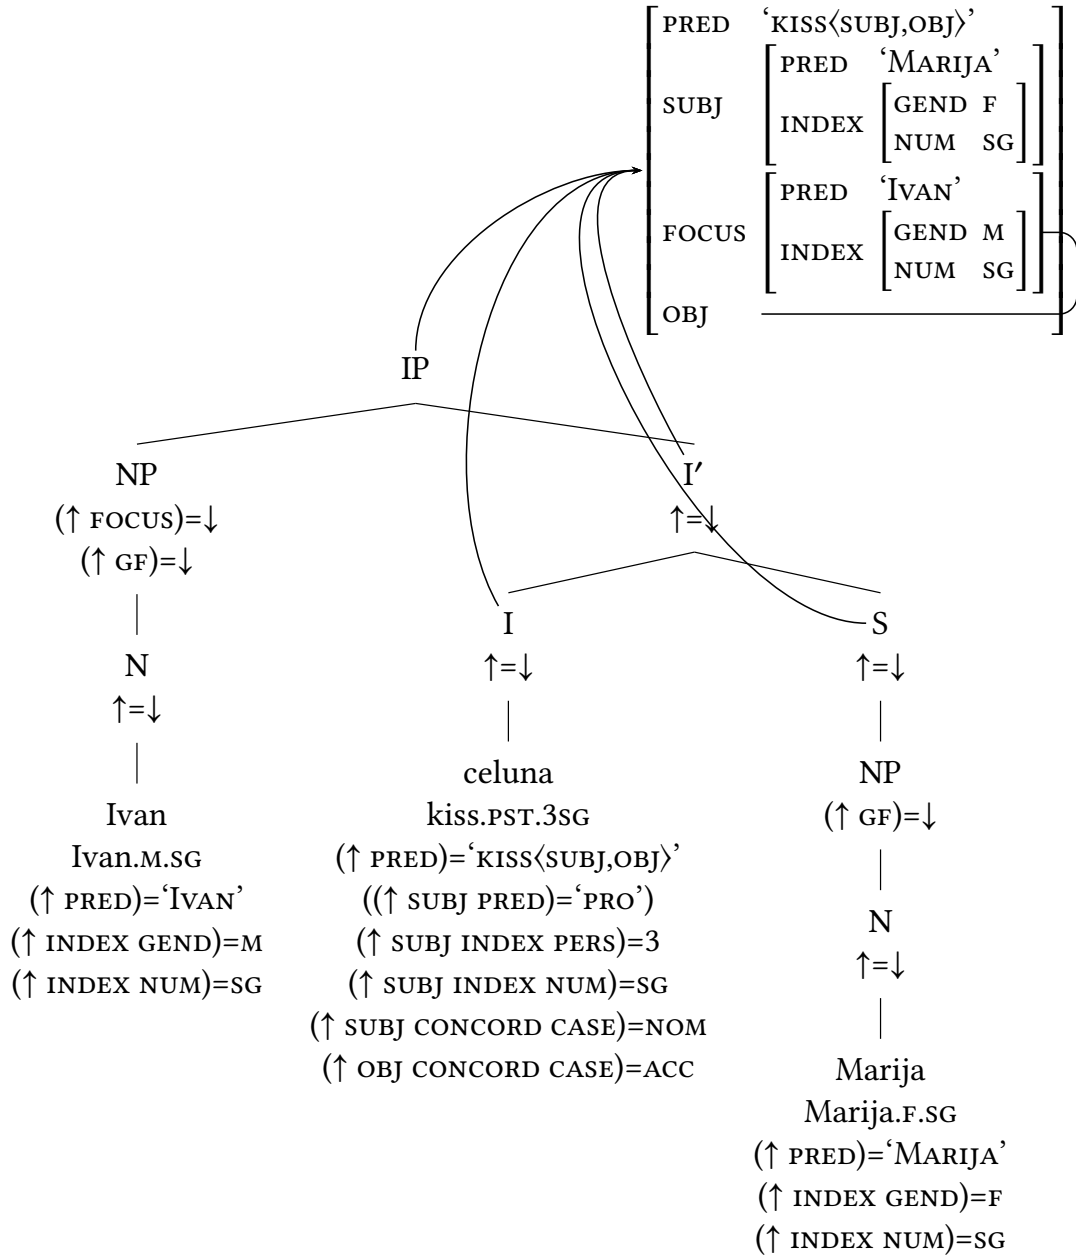 PRED ‘KISS⟨SUBJ,OBJ⟩’
SUBJ
PRED ‘MARIJA’
INDEX
GEND F
NUM SG
FOCUS
PRED ‘IVAN’
INDEX
GEND M
NUM SG
OBJ
IP
NP
(↑ FOCUS)=↓
(↑ GF)=↓
I′
↑=↓
N
↑=↓
I
↑=↓
S
↑=↓
Ivan
Ivan.M.SG
(↑ PRED)=‘IVAN’
(↑ INDEX GEND)=M
(↑ INDEX NUM)=SG
celuna
kiss.PST.3SG
(↑ PRED)=‘KISS⟨SUBJ,OBJ⟩’
((↑ SUBJ PRED)=‘PRO’)
(↑ SUBJ INDEX PERS)=3
(↑ SUBJ INDEX NUM)=SG
(↑ SUBJ CONCORD CASE)=NOM
(↑ OBJ CONCORD CASE)=ACC
NP
(↑ GF)=↓
N
↑=↓
Marija
Marija.F.SG
(↑ PRED)=‘MARIJA’
(↑ INDEX GEND)=F
(↑ INDEX NUM)=SG